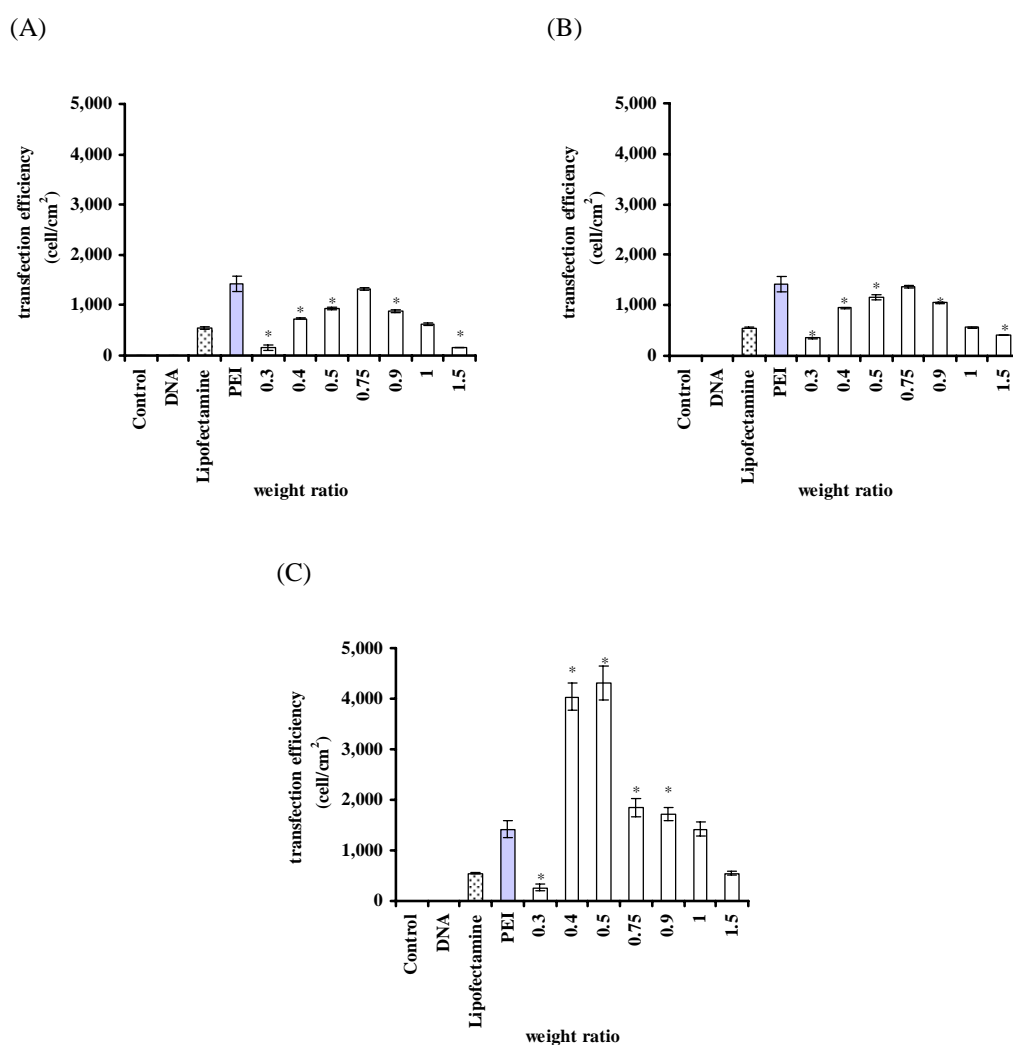 (A)
transfection efficiency
(cell/cm²)
5,000
4,000
3,000
2,000
1,000
0
*
*
*
*
*
Control
DNA
Lipofectamine
PEI
0.3
0.4
0.5
0.75
0.9
1
1.5
weight ratio
(B)
transfection efficiency
(cell/cm²)
5,000
4,000
3,000
2,000
1,000
0
*
*
*
*
*
Control
DNA
Lipofectamine
PEI
0.3
0.4
0.5
0.75
0.9
1
1.5
weight ratio
(C)
transfection efficiency
(cell/cm²)
5,000
4,000
3,000
2,000
1,000
0
*
*
*
*
*
Control
DNA
Lipofectamine
PEI
0.3
0.4
0.5
0.75
0.9
1
1.5
weight ratio